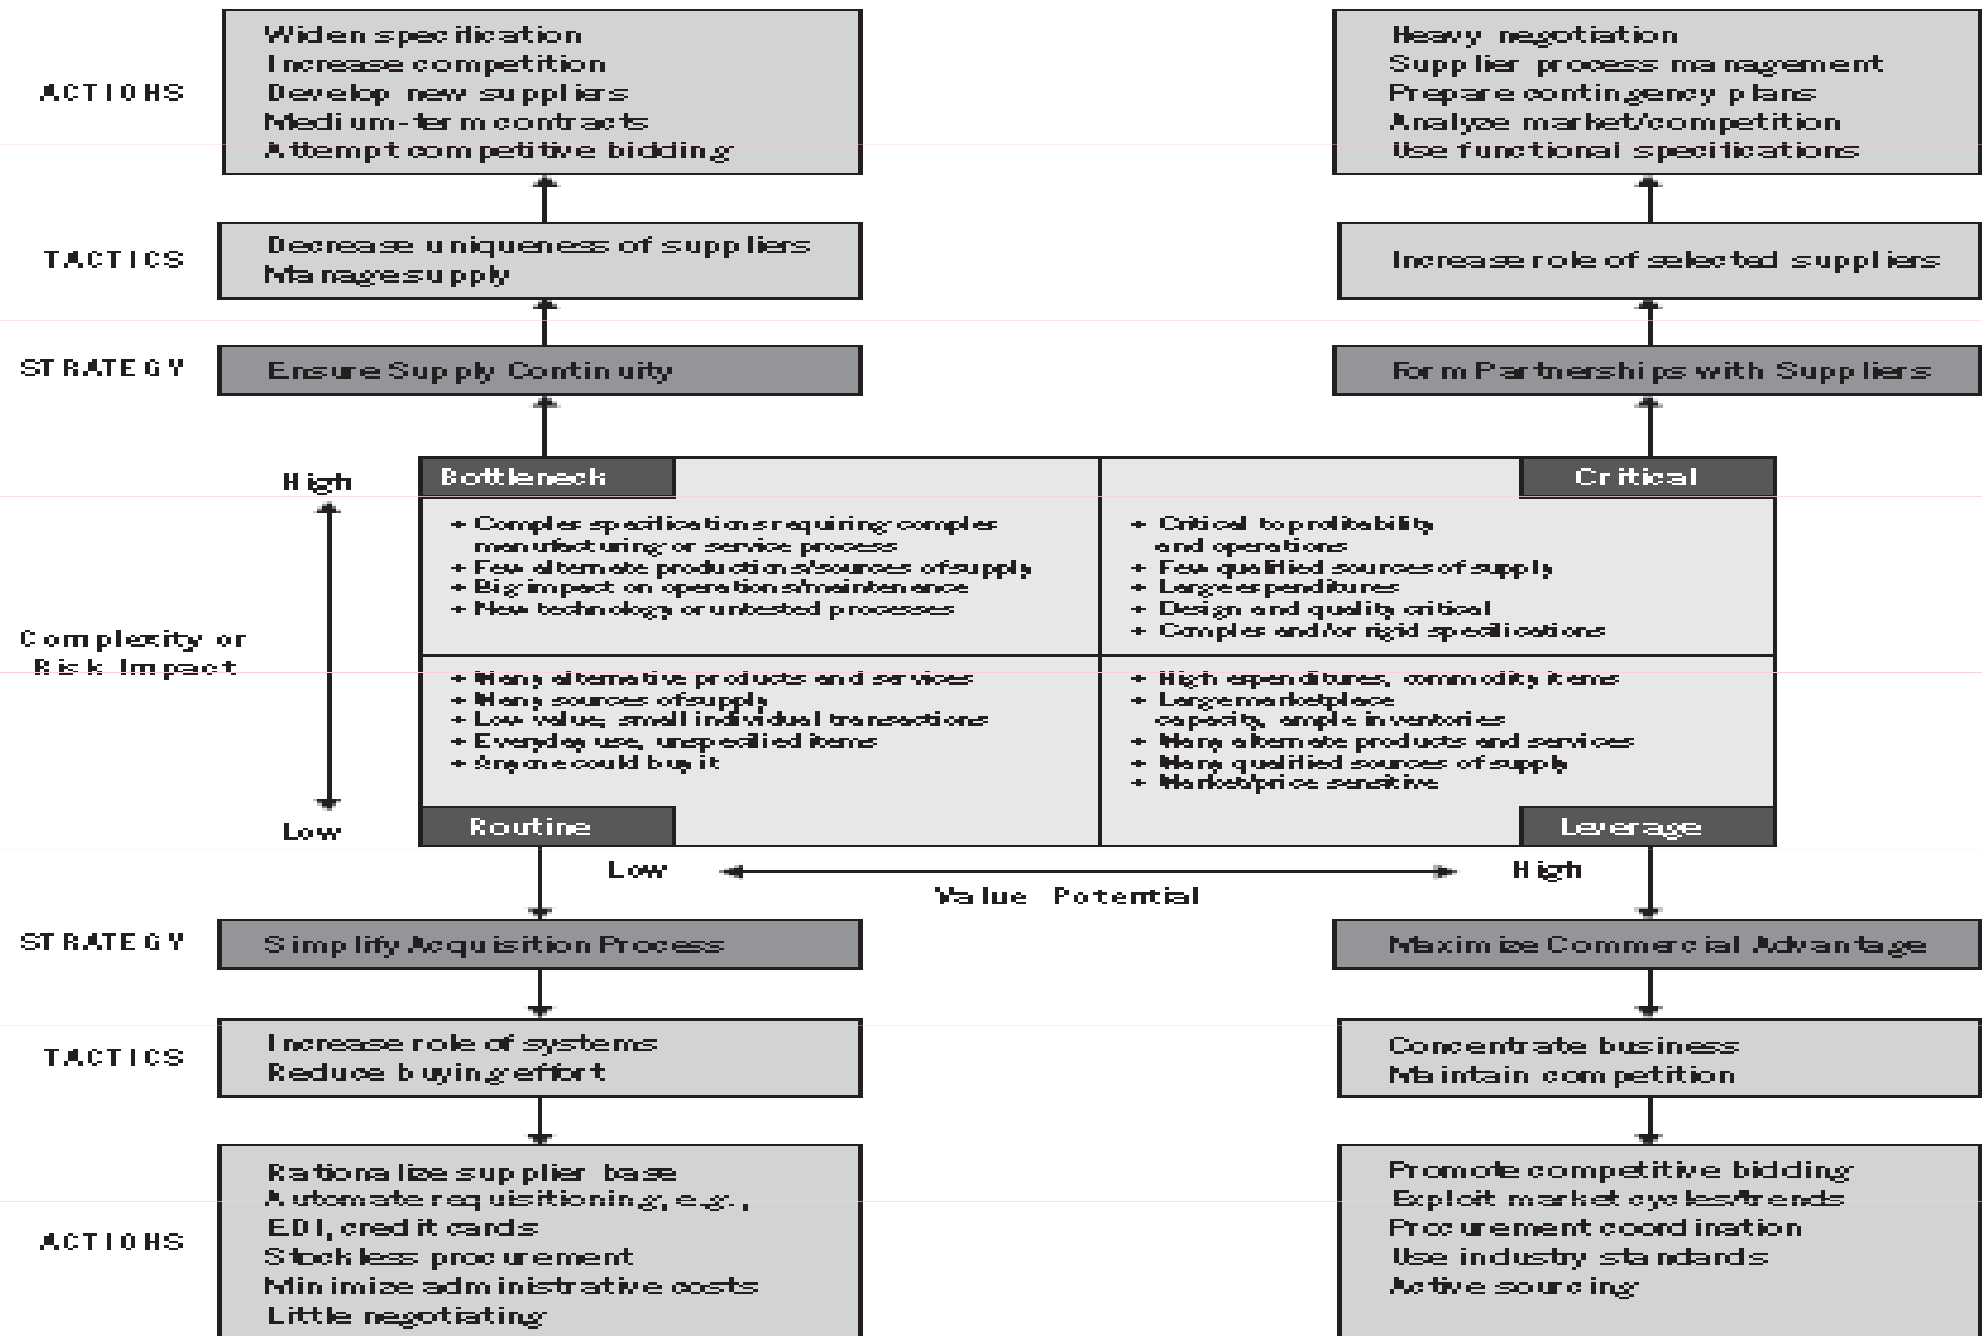 ACTIONS
Widen specification
Increase competition
Develop new suppliers
Medium-term contracts
Attempt competitive bidding
Heavy negotiation
Supplier process management
Prepare contingency plans
Analyze market/competition
Use functional specifications
TACTICS
Decrease uniqueness of suppliers
Manage supply
Increase role of selected suppliers
STRATEGY
Ensure Supply Continuity
Form Partnerships with Suppliers
High
Complexity or
Risk Impact
Low
Bottleneck
+ Complex specifications requiring complex
manufacturing or service process
+ Few alternate productions/sources of supply
+ Big impact on operations/maintenance
+ New technology or untested processes
Critical
+ Critical to profitability
and operations
+ Few qualified sources of supply
+ Large expenditures
+ Design and quality critical
+ Complex and/or rigid specifications
+ Many alternative products and services
+ Many sources of supply
+ Low value, small individual transactions
+ Everyday use, unspecified items
+ Anyone could buy it
Routine
+ High expenditures, commodity items
+ Large marketplace
capacity, ample inventories
+ Many alternate products and services
+ Many qualified sources of supply
+ Market/price sensitive
Leverage
Low
High
Value Potential
STRATEGY
Simplify Acquisition Process
Maximize Commercial Advantage
TACTICS
Increase role of systems
Reduce buying effort
Concentrate business
Maintain competition
ACTIONS
Rationalize supplier base
Automate requisitioning, e.g.,
EDI, credit cards
Stockless procurement
Minimize administrative costs
Little negotiating
Promote competitive bidding
Exploit market cycles/trends
Procurement coordination
Use industry standards
Active sourcing